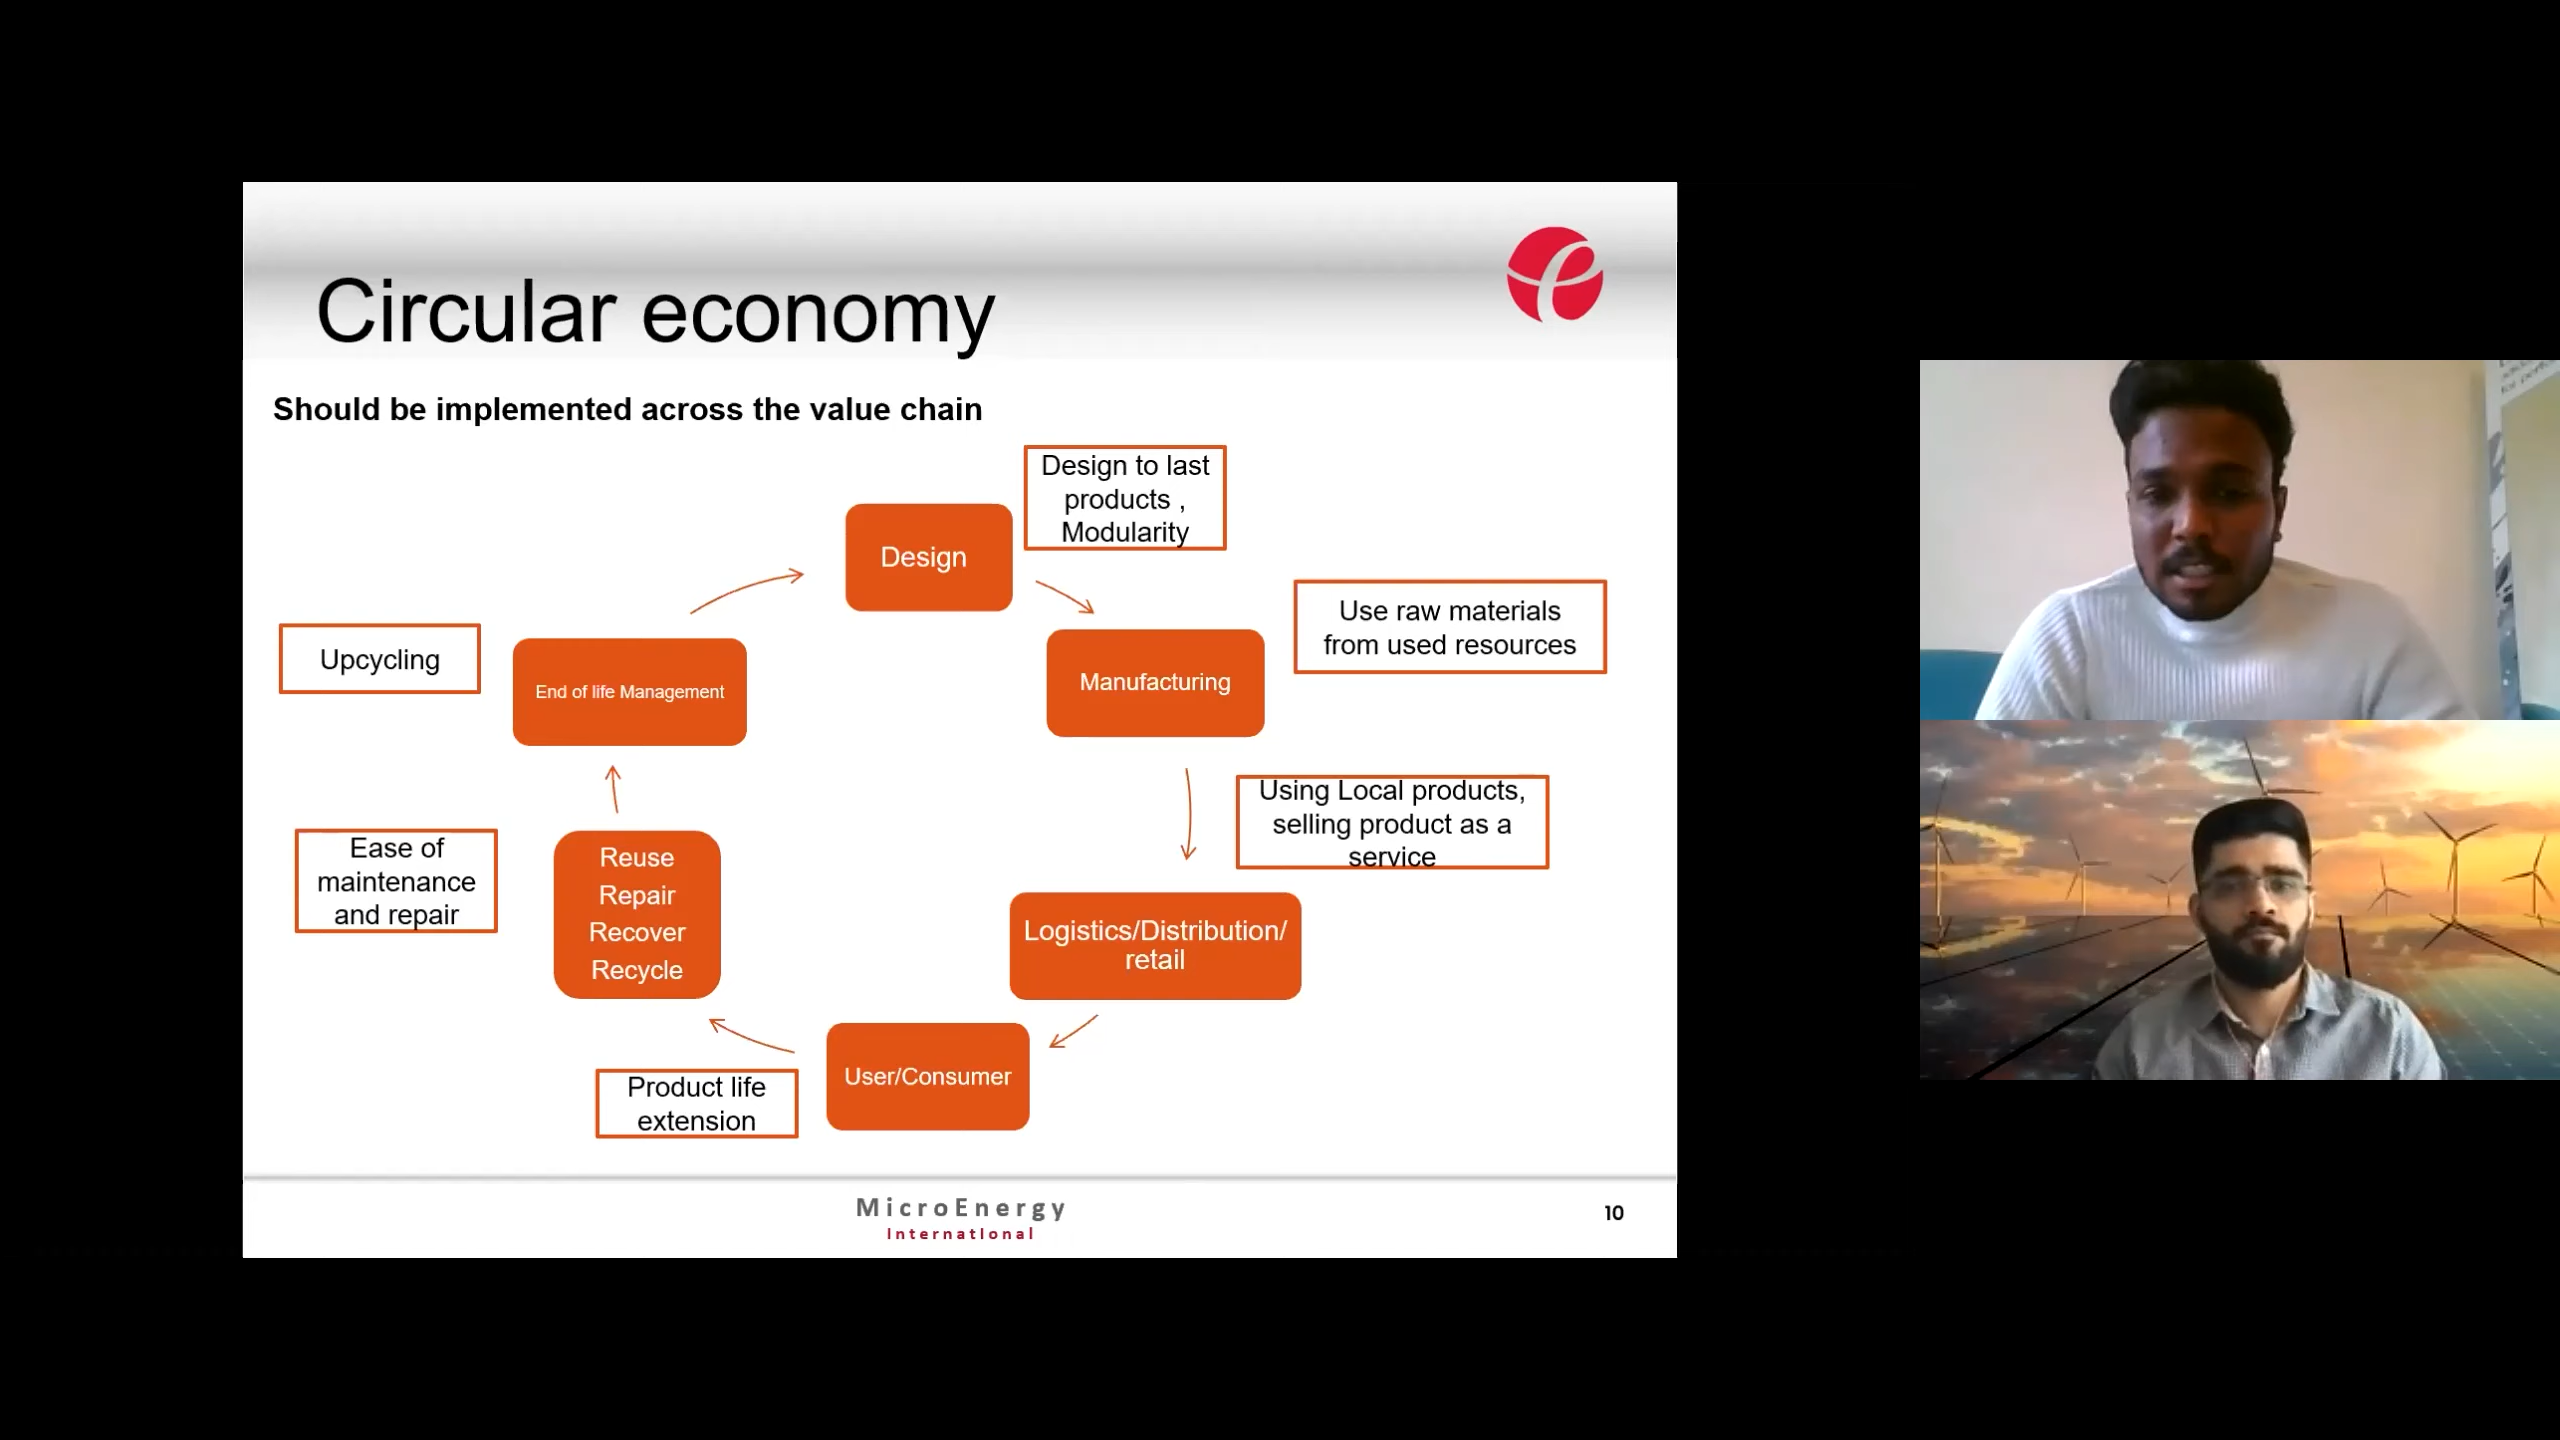 Circular economy
Should be implemented across the value chain
Design to last
products ,
Modularity
Design
Use raw materials
from used resources
Manufacturing
Using Local products,
selling product as a
service
Logistics/Distribution/
retail
User/Consumer
Product life
extension
Reuse
Repair
Recover
Recycle
Ease of
maintenance
and repair
End of life Management
Upcycling
MicroEnergy
International
10